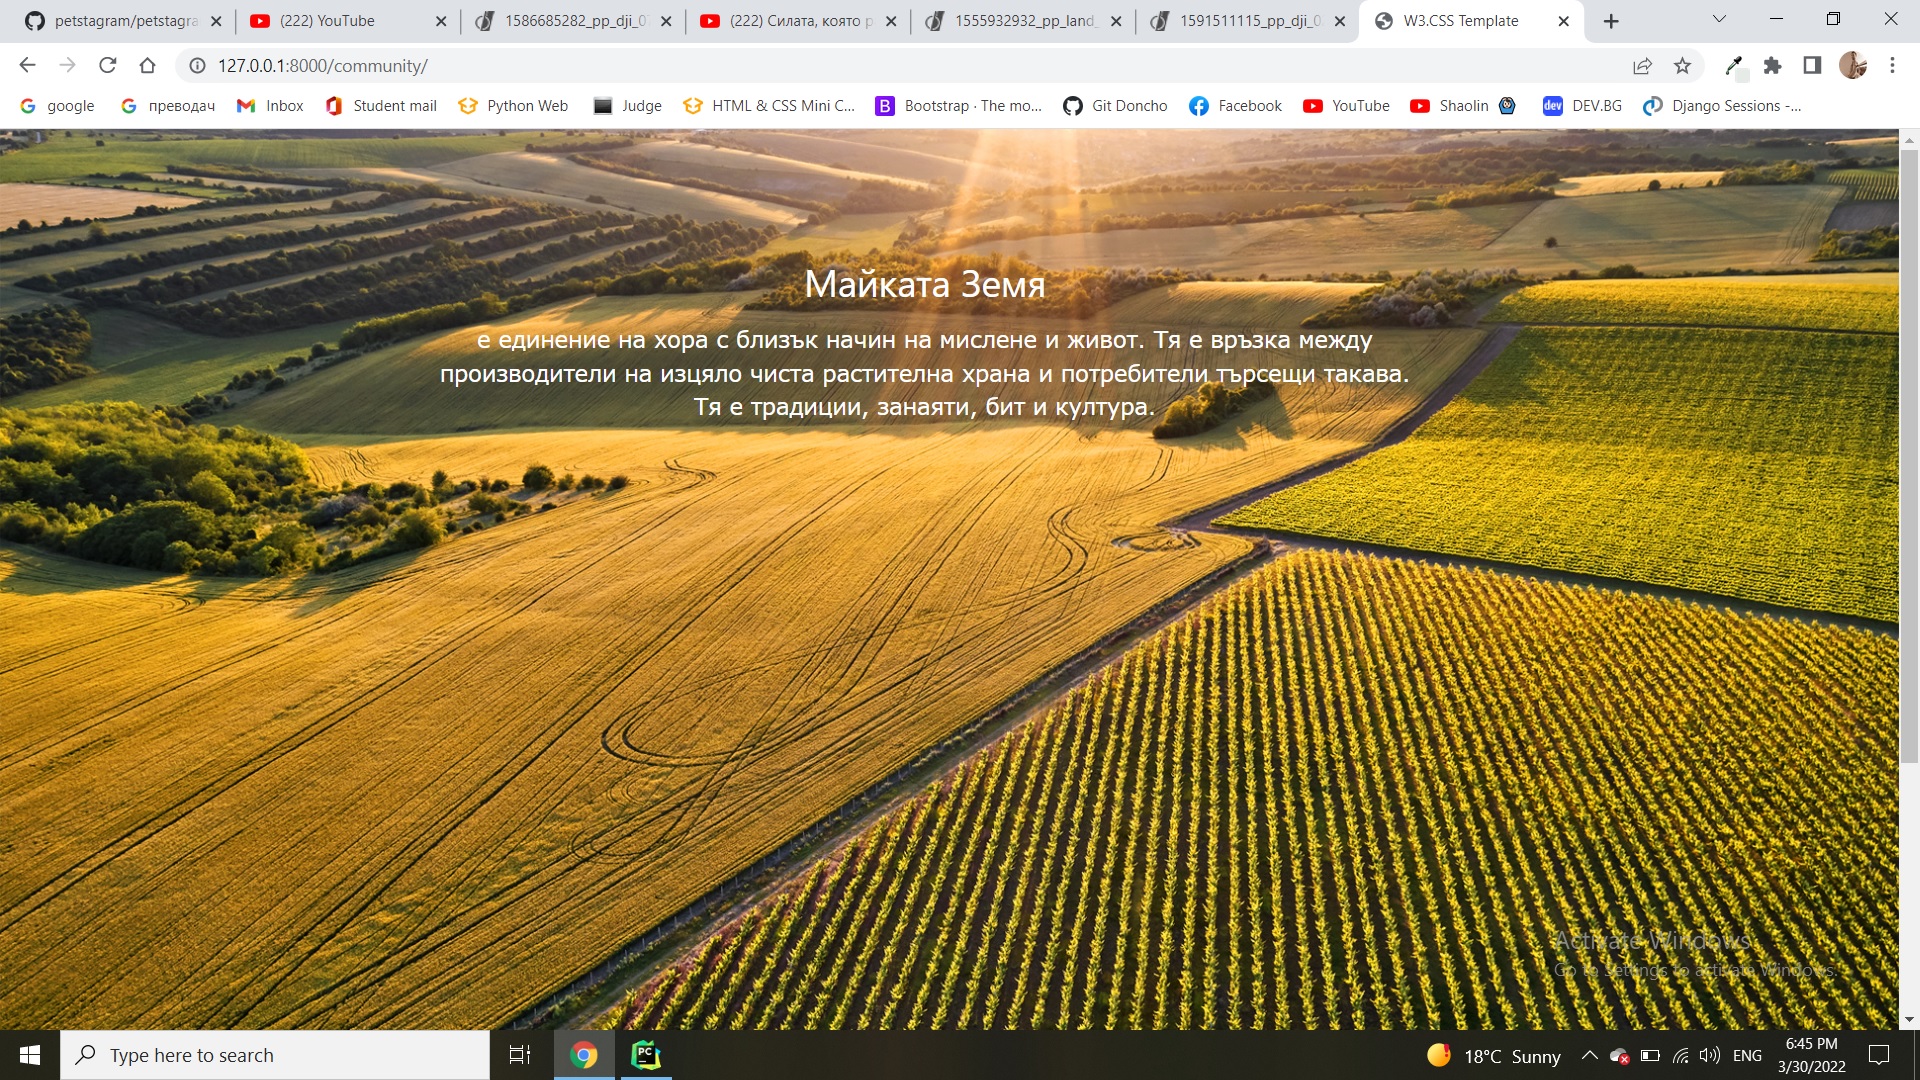 petstagram/petstagra
(222) YouTube
1586685282_pp_dji_0
(222) Силата, която р
1555932932_pp_land_
1591511115_pp_dji_0
W3.CSS Template
127.0.0.1:8000/community/
google
преводач
Inbox
Student mail
Python Web
Judge
HTML & CSS Mini C...
Bootstrap · The mo...
Git Doncho
Facebook
YouTube
Shaolin
DEV.BG
Django Sessions -...
Майката Земя
е единение на хора с близък начин на мислене и живот. Тя е връзка между
производители на изцяло чиста растителна храна и потребители търсещи такава.
Тя е традиции, занаяти, бит и култура.
Activate Windows
Go to Settings to activate Windows.
Type here to search
PC
18°C Sunny
ENG
6:45 PM
3/30/2022